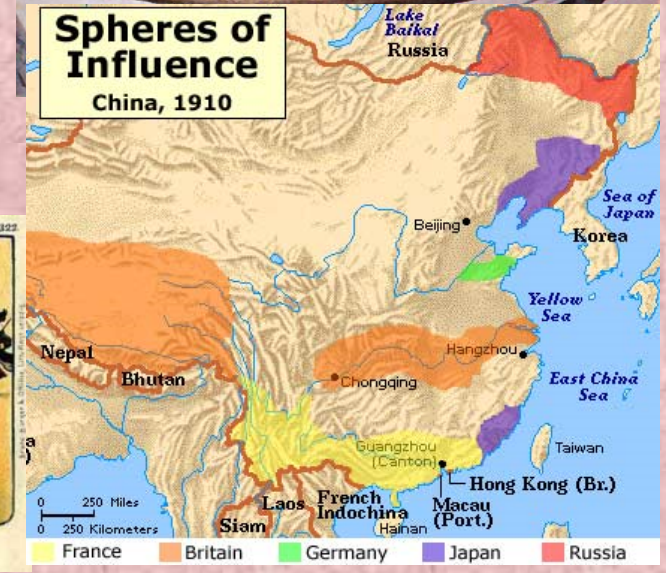 Spheres of
Influence
China, 1910
Lake
Baikal
Russia
Sea of
Japan
Beijing
Korea
Yellow
Sea
Nepal
Hangzhou
Bhutan
Chongqing
East China
Sea
Guangzhou
(Canton)
Taiwan
Hong Kong (Br.)
0 250 Miles
0 250 Kilometers
Laos
French
Indochina
Macau
(Port.)
Siam
Hainan
France Britain Germany Japan Russia